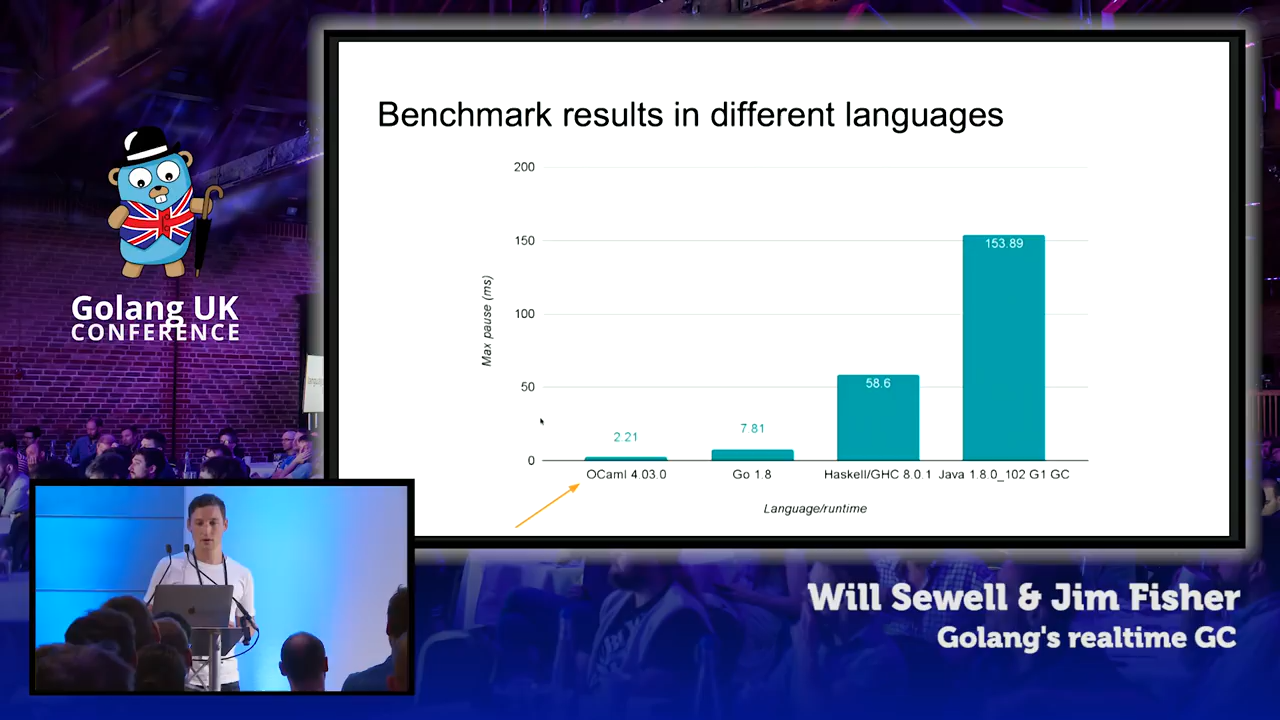 Golang UK
CONFERENCE
Benchmark results in different languages
Max pause (ms)
200
150
100
50
0
2.21
7.81
58.6
153.89
OCaml 4.03.0
Go 1.8
Haskell/GHC 8.0.1
Java 1.8.0_102 G1 GC
Language/runtime
Will Sewell & Jim Fisher
Golang's realtime GC